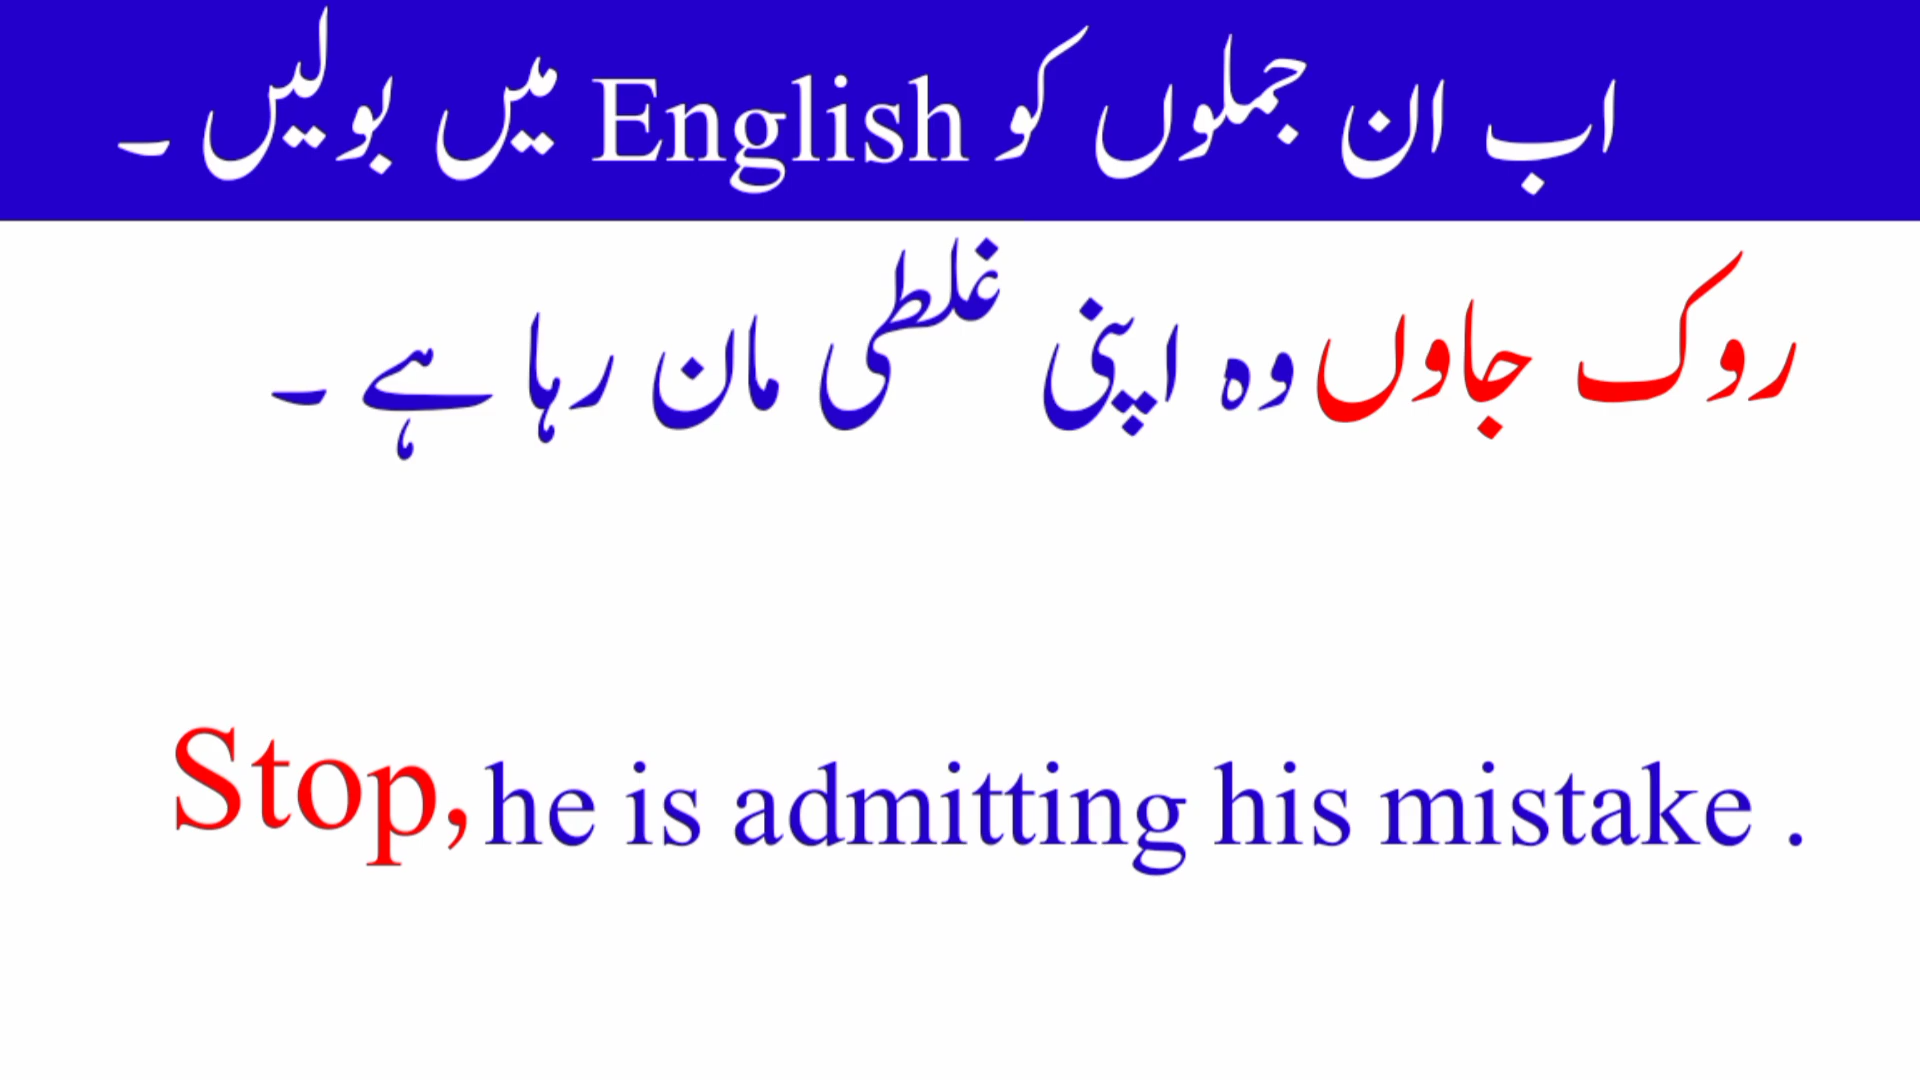 اب ان جملوں کو English میں بولیں ۔
روک جاوں وہ اپنی غلطی مان رہا ہے ۔
Stop, he is admitting his mistake .